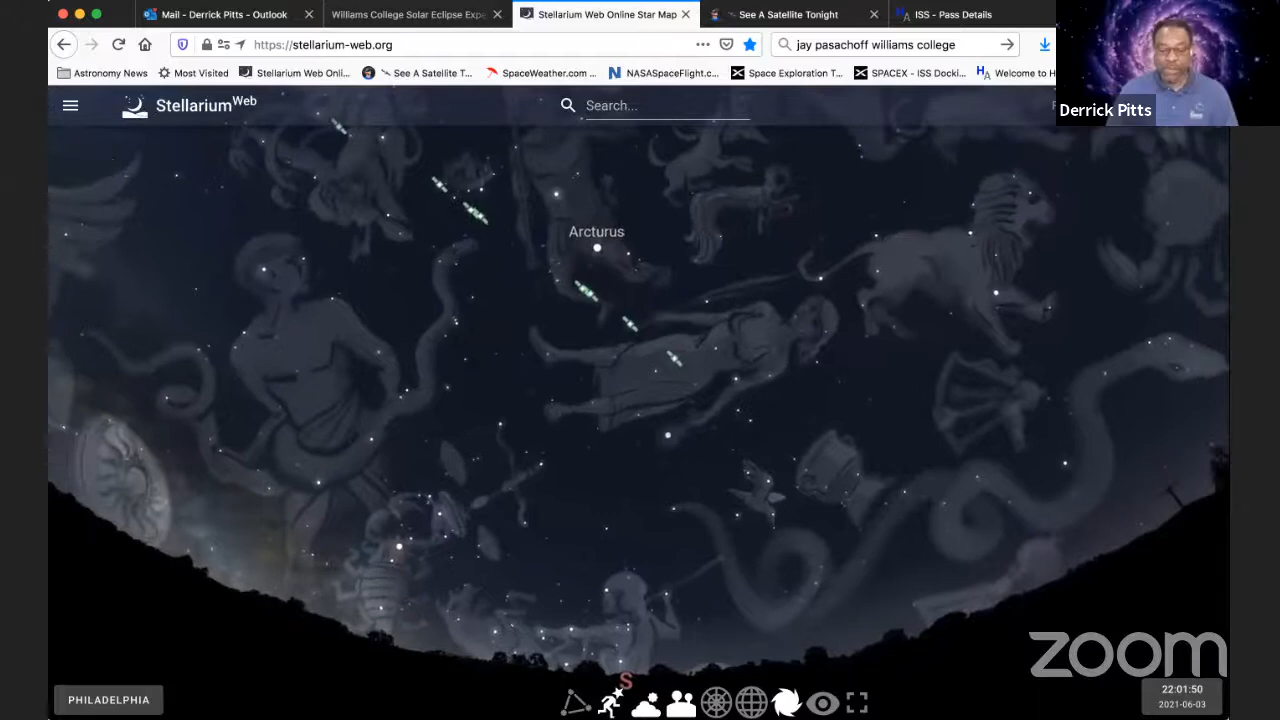 Mail - Derrick Pitts - Outlook
Williams College Solar Eclipse Expe
Stellarium Web Online Star Map
See A Satellite Tonight
ISS - Pass Details
https://stellarium-web.org
jay pasachoff williams college
Astronomy News
Most Visited
Stellarium Web Onli...
See A Satellite T...
SpaceWeather.com ...
NASASpaceFlight.c...
Space Exploration T...
SPACEX - ISS Docki...
Welcome to H
Derrick Pitts
StellariumWeb
Search...
Arcturus
S
zoom
PHILADELPHIA
22:01:50
2021-06-03